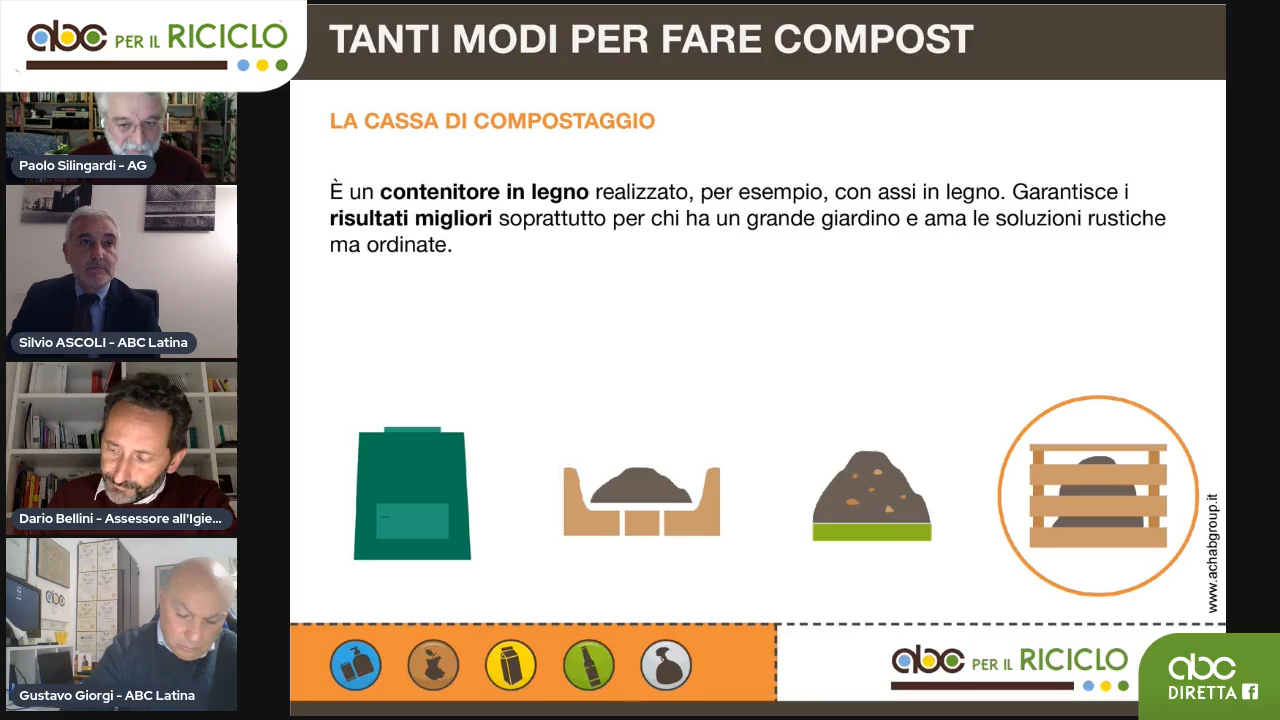 abc PER IL RICICLO
TANTI MODI PER FARE COMPOST
LA CASSA DI COMPOSTAGGIO
È un contenitore in legno realizzato, per esempio, con assi in legno. Garantisce i
risultati migliori soprattutto per chi ha un grande giardino e ama le soluzioni rustiche
ma ordinate.
Paolo Silingardi - AG
Silvio ASCOLI - ABC Latina
Dario Bellini - Assessore all'Igie...
abc
Gustavo Giorgi - ABC Latina
www.achabgroup.it
abc PER IL RICICLO
abc
DIRETTA f